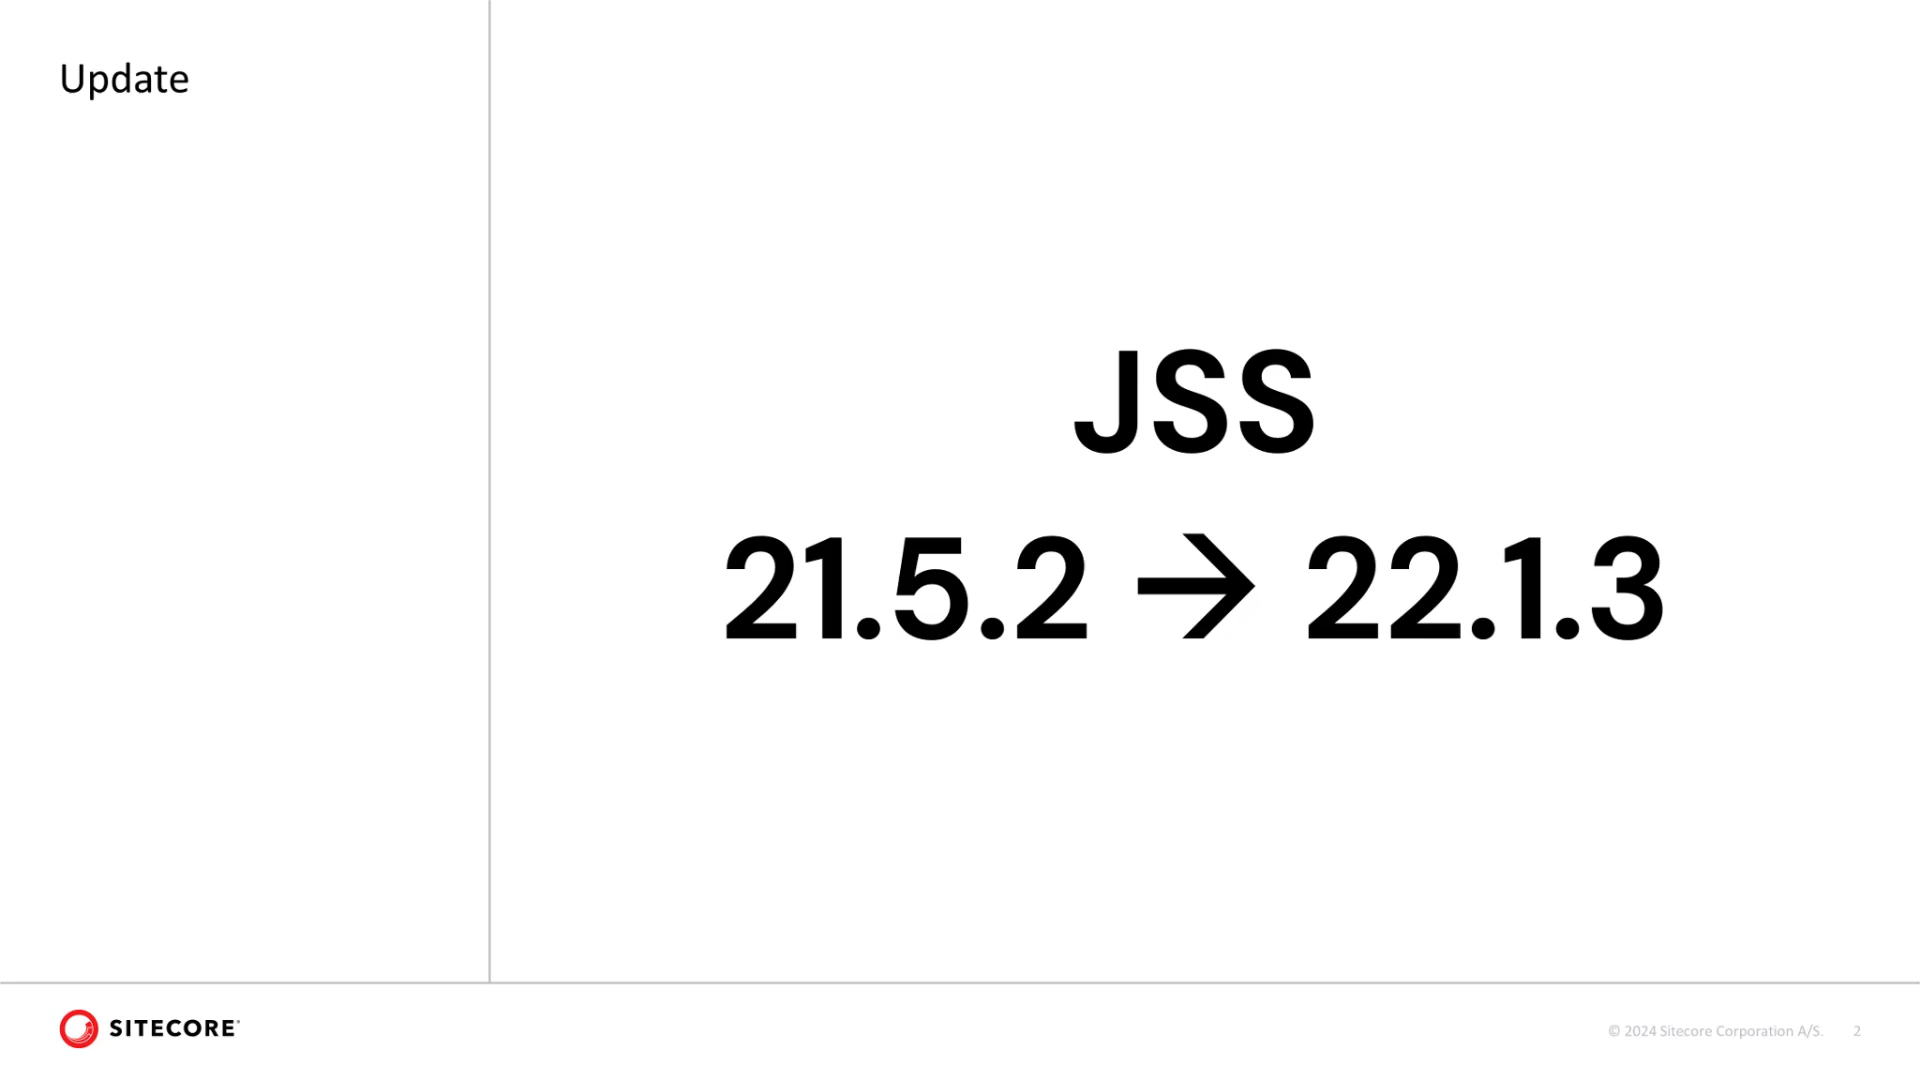 Update
JSS
21.5.2 → 22.1.3
SITECORE
© 2024 Sitecore Corporation A/S. 2